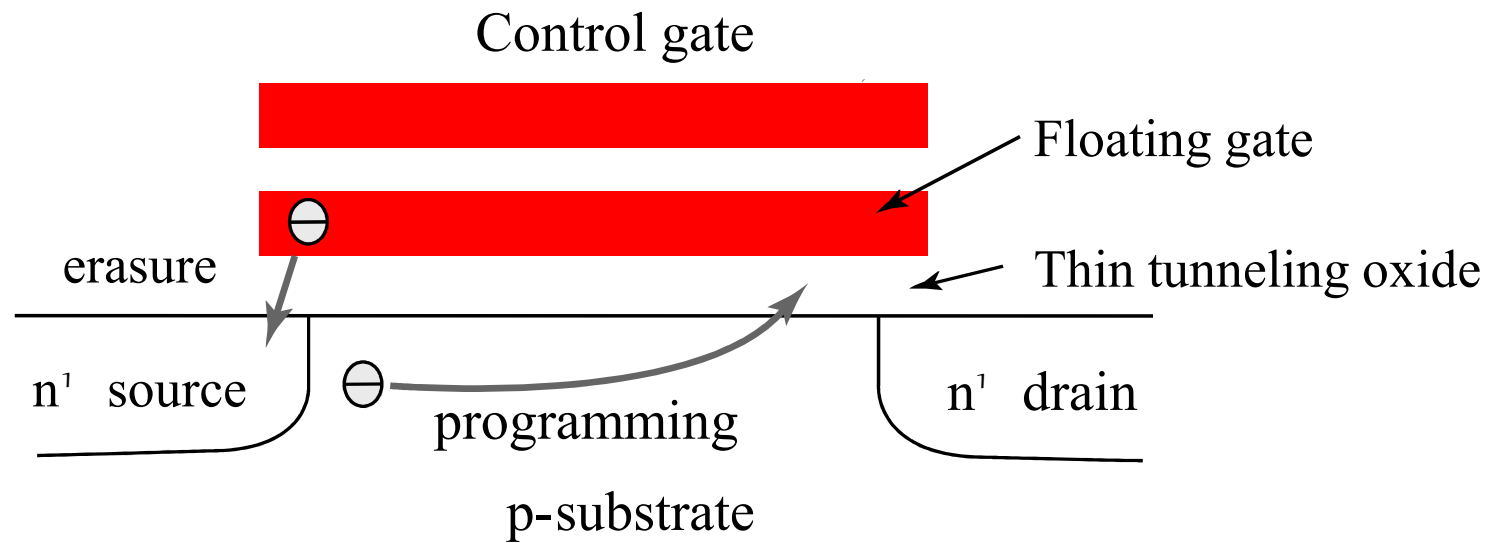 Control gate
Floating gate
erasure
Thin tunneling oxide
n¹ source
n¹ drain
programming
p-substrate